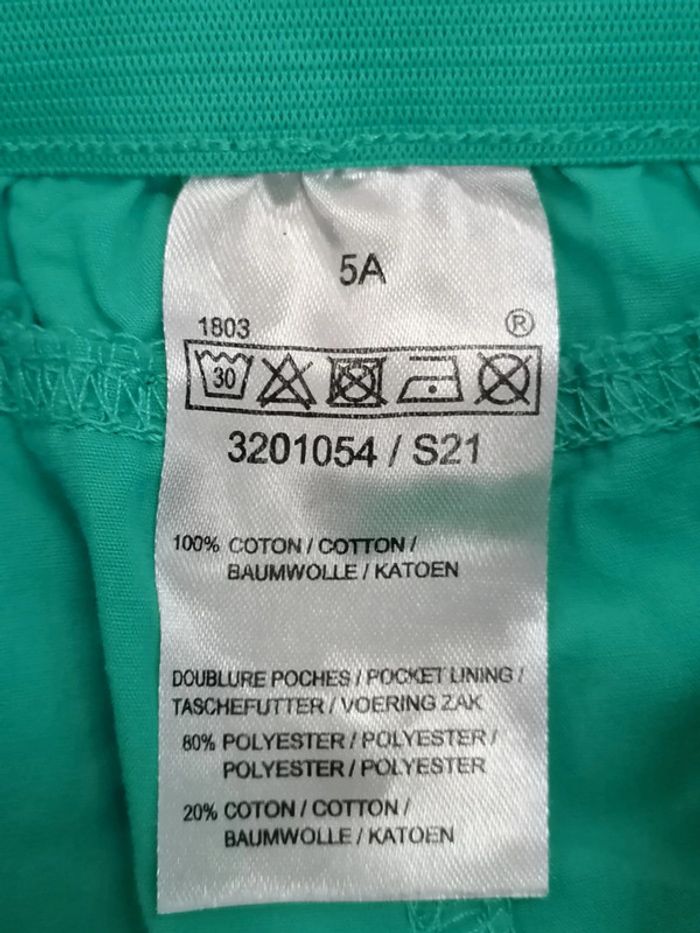 5A
1803
®
30
3201054 / S21
100% COTON / COTTON /
BAUMWOLLE / KATOEN
DOUBLURE POCHES / POCKET LINING /
TASCHEFUTTER / VOERING ZAK
80% POLYESTER / POLYESTER /
POLYESTER / POLYESTER
20% COTON / COTTON /
BAUMWOLLE / KATOEN